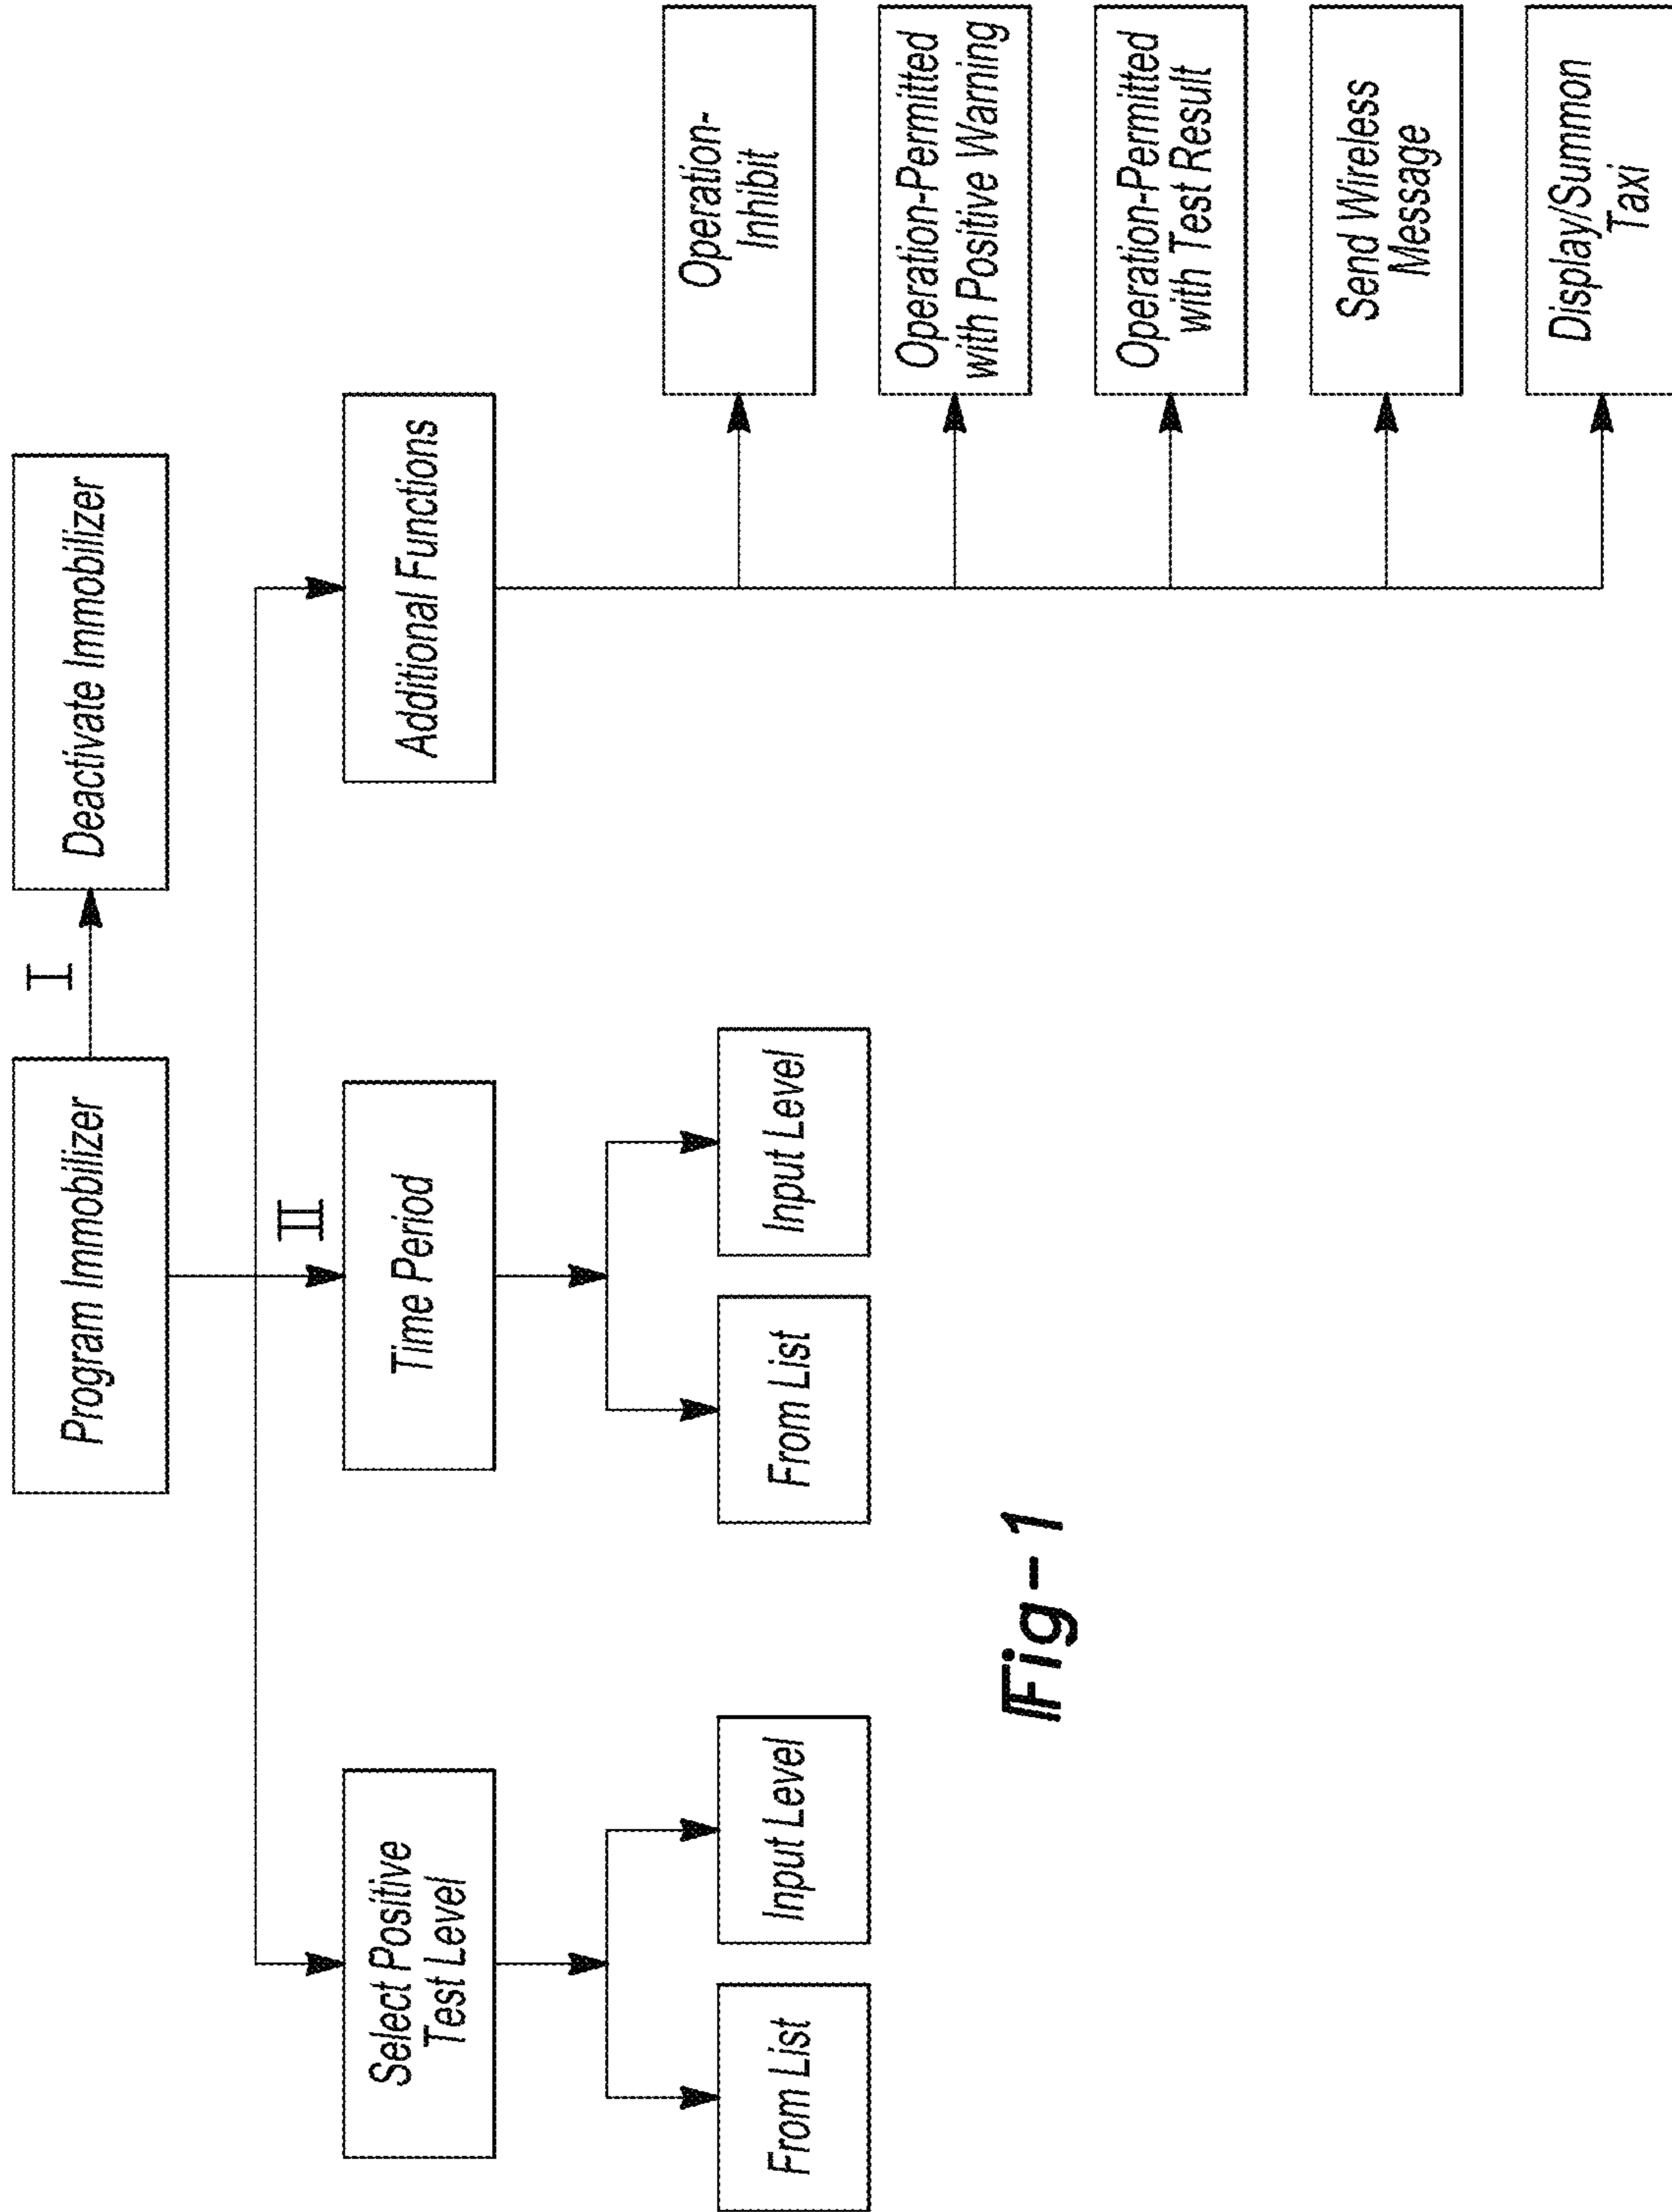 Program Immobilizer
I
Deactivate Immobilizer
II
Select Positive
Test Level
Time Period
Additional Functions
From List
Input Level
From List
Input Level
Operation-
Inhibit
Operation-Permitted
with Positive Warning
Operation-Permitted
with Test Result
Send Wireless
Message
Display/Summon
Taxi
Fig-1